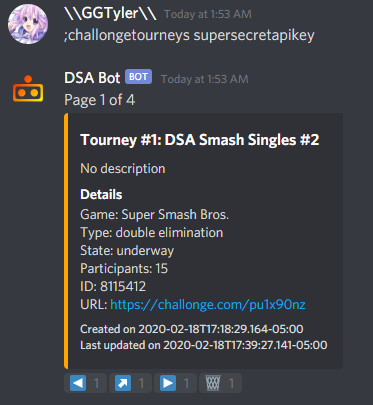 \\GGTyler\\ Today at 1:53 AM
;challongetourneys supersecretapikey
DSA Bot BOT Today at 1:53 AM
Page 1 of 4
Tourney #1: DSA Smash Singles #2
No description
Details
Game: Super Smash Bros.
Type: double elimination
State: underway
Participants: 15
ID: 8115412
URL: https://challonge.com/pu1x90nz
Created on 2020-02-18T17:18:29.164-05:00
Last updated on 2020-02-18T17:39:27.141-05:00
1 1 1 1